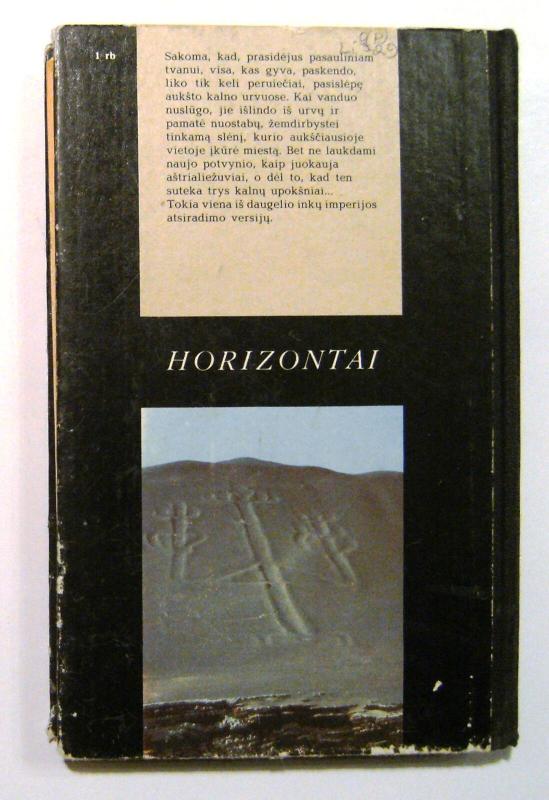 1 rb
Sakoma, kad, prasidėjus pasauliniam
tvanui, visa, kas gyva, paskendo,
liko tik keli peruiečiai, pasislėpę
aukšto kalno urvuose. Kai vanduo
nuslūgo, jie išlindo iš urvų ir
pamatė nuostabų, žemdirbystei
tinkamą slėnį, kurio aukščiausioje
vietoje įkūrė miestą. Bet ne laukdami
naujo potvynio, kaip juokauja
aštrialiežuviai, o dėl to, kad ten
suteka trys kalnų upokšniai...
Tokia viena iš daugelio inkų imperijos
atsiradimo versijų.
HORIZONTAI